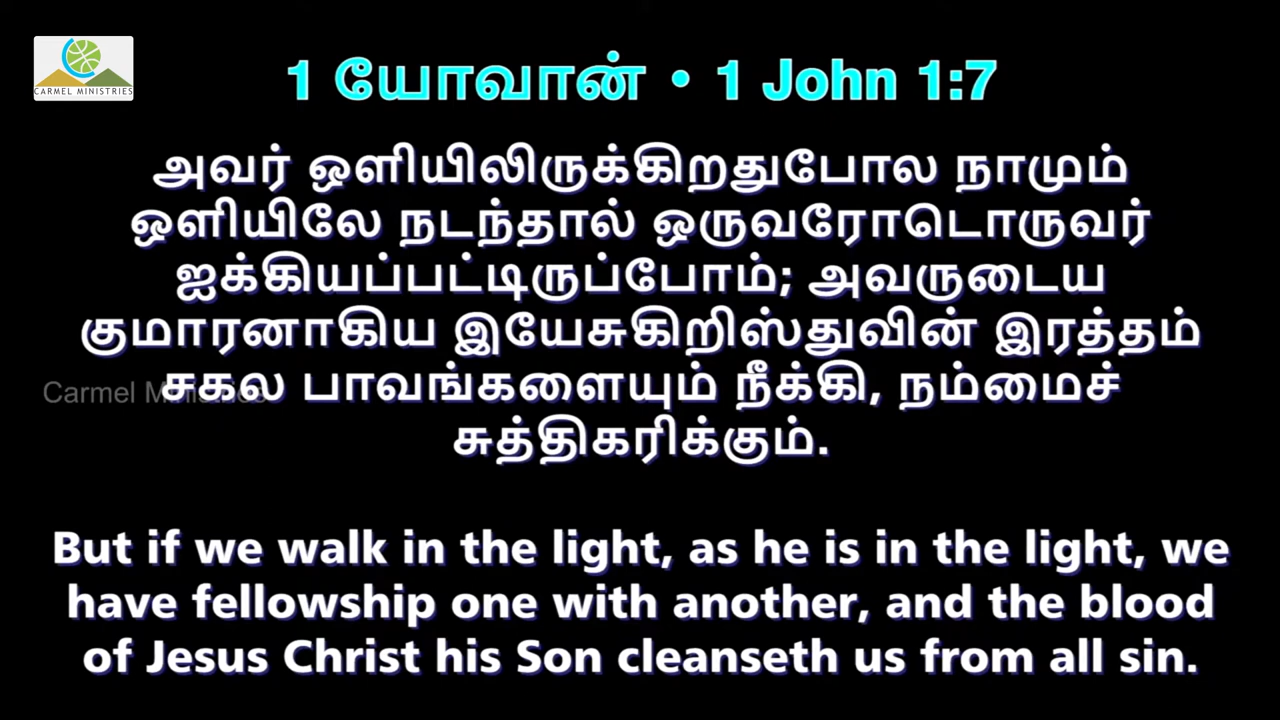 CARMEL MINISTRIES
1 யோவான் • 1 John 1:7
அவர் ஒளியிலிருக்கிறதுபோல நாமும்
ஒளியிலே நடந்தால் ஒருவரோடொருவர்
ஐக்கியப்பட்டிருப்போம்; அவருடைய
குமாரனாகிய இயேசுகிறிஸ்துவின் இரத்தம்
சகல பாவங்களையும் நீக்கி, நம்மைச்
சுத்திகரிக்கும்.
Carmel Ministries
But if we walk in the light, as he is in the light, we
have fellowship one with another, and the blood
of Jesus Christ his Son cleanseth us from all sin.